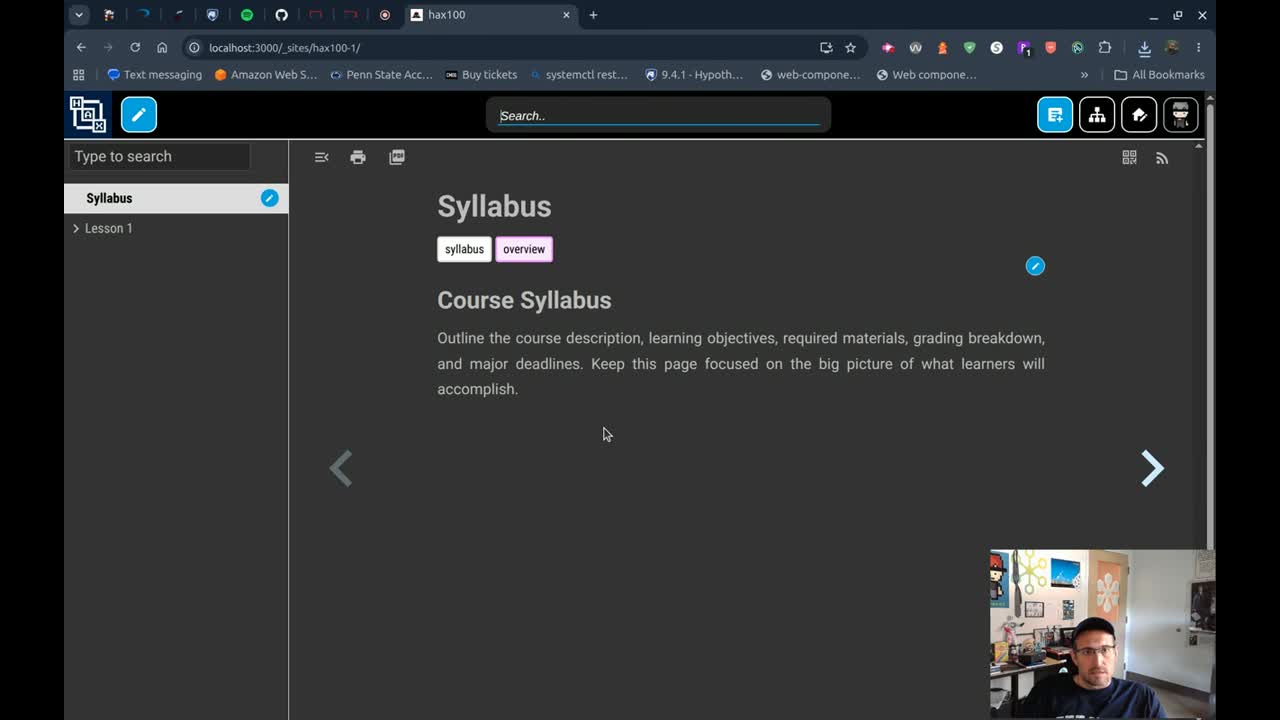 hax100
localhost:3000/_sites/hax100-1/
1
Text messaging
Amazon Web S...
Penn State Acc...
Buy tickets
systemctl rest...
9.4.1 - Hypoth...
web-compone...
Web compone...
»
All Bookmarks
H
A
X
Search..
Type to search
PDF
Syllabus
Lesson 1
Syllabus
syllabus
overview
Course Syllabus
Outline the course description, learning objectives, required materials, grading breakdown,
and major deadlines. Keep this page focused on the big picture of what learners will
accomplish.